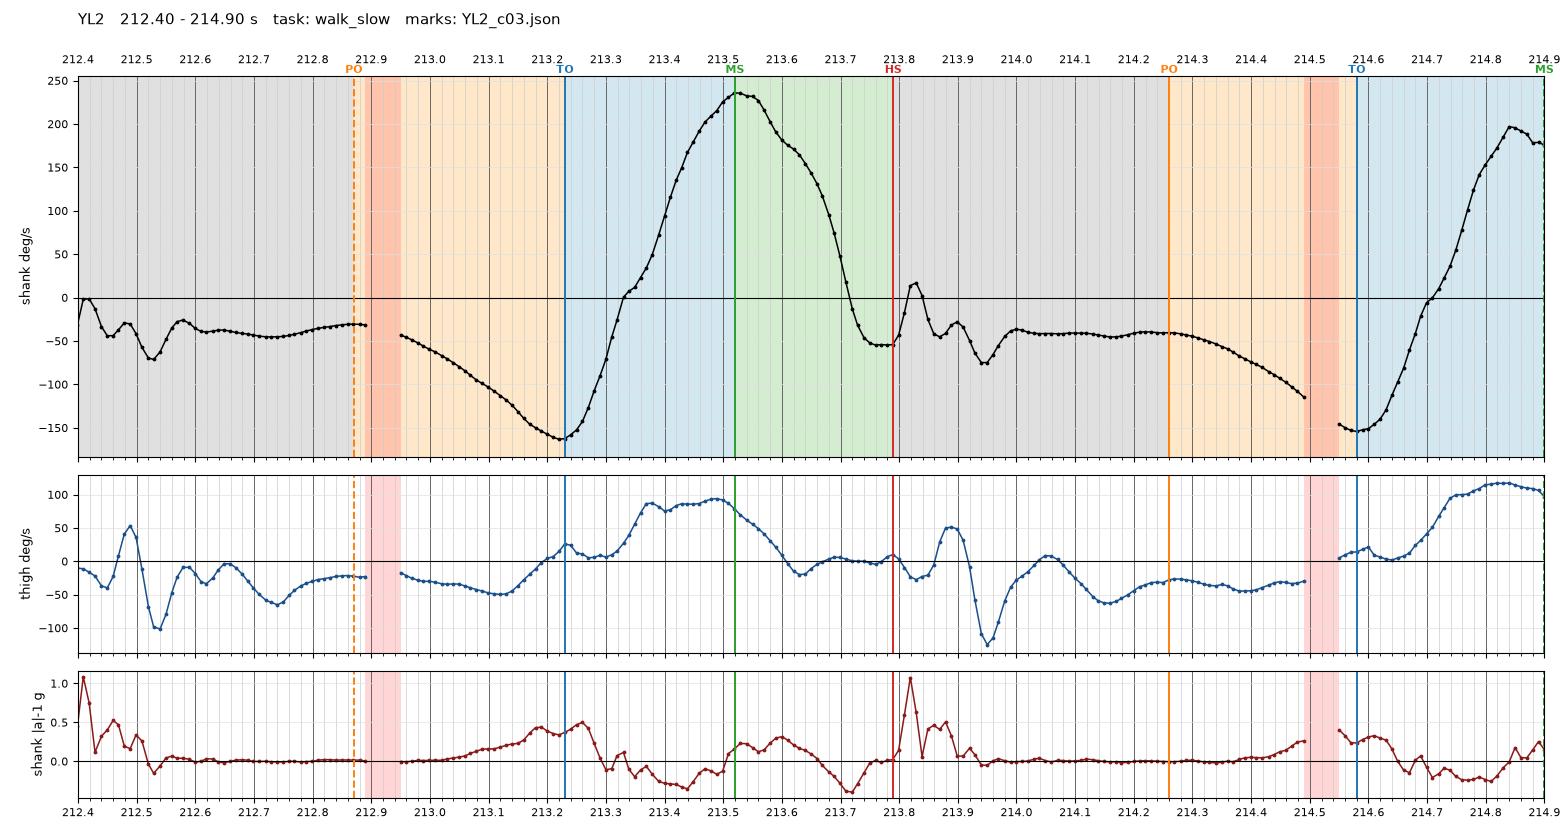 YL2   212.40 - 214.90 s   task: walk_slow   marks: YL2_c03.json
212.4 212.5 212.6 212.7 212.8 212.9 213.0 213.1 213.2 213.3 213.4 213.5 213.6 213.7 213.8 213.9 214.0 214.1 214.2 214.3 214.4 214.5 214.6 214.7 214.8 214.9
PO TO MS HS PO TO MS
250
200
150
100
50
0
−50
−100
−150
shank deg/s
100
50
0
−50
−100
thigh deg/s
1.0
0.5
0.0
shank |a|-1 g
212.4 212.5 212.6 212.7 212.8 212.9 213.0 213.1 213.2 213.3 213.4 213.5 213.6 213.7 213.8 213.9 214.0 214.1 214.2 214.3 214.4 214.5 214.6 214.7 214.8 214.9